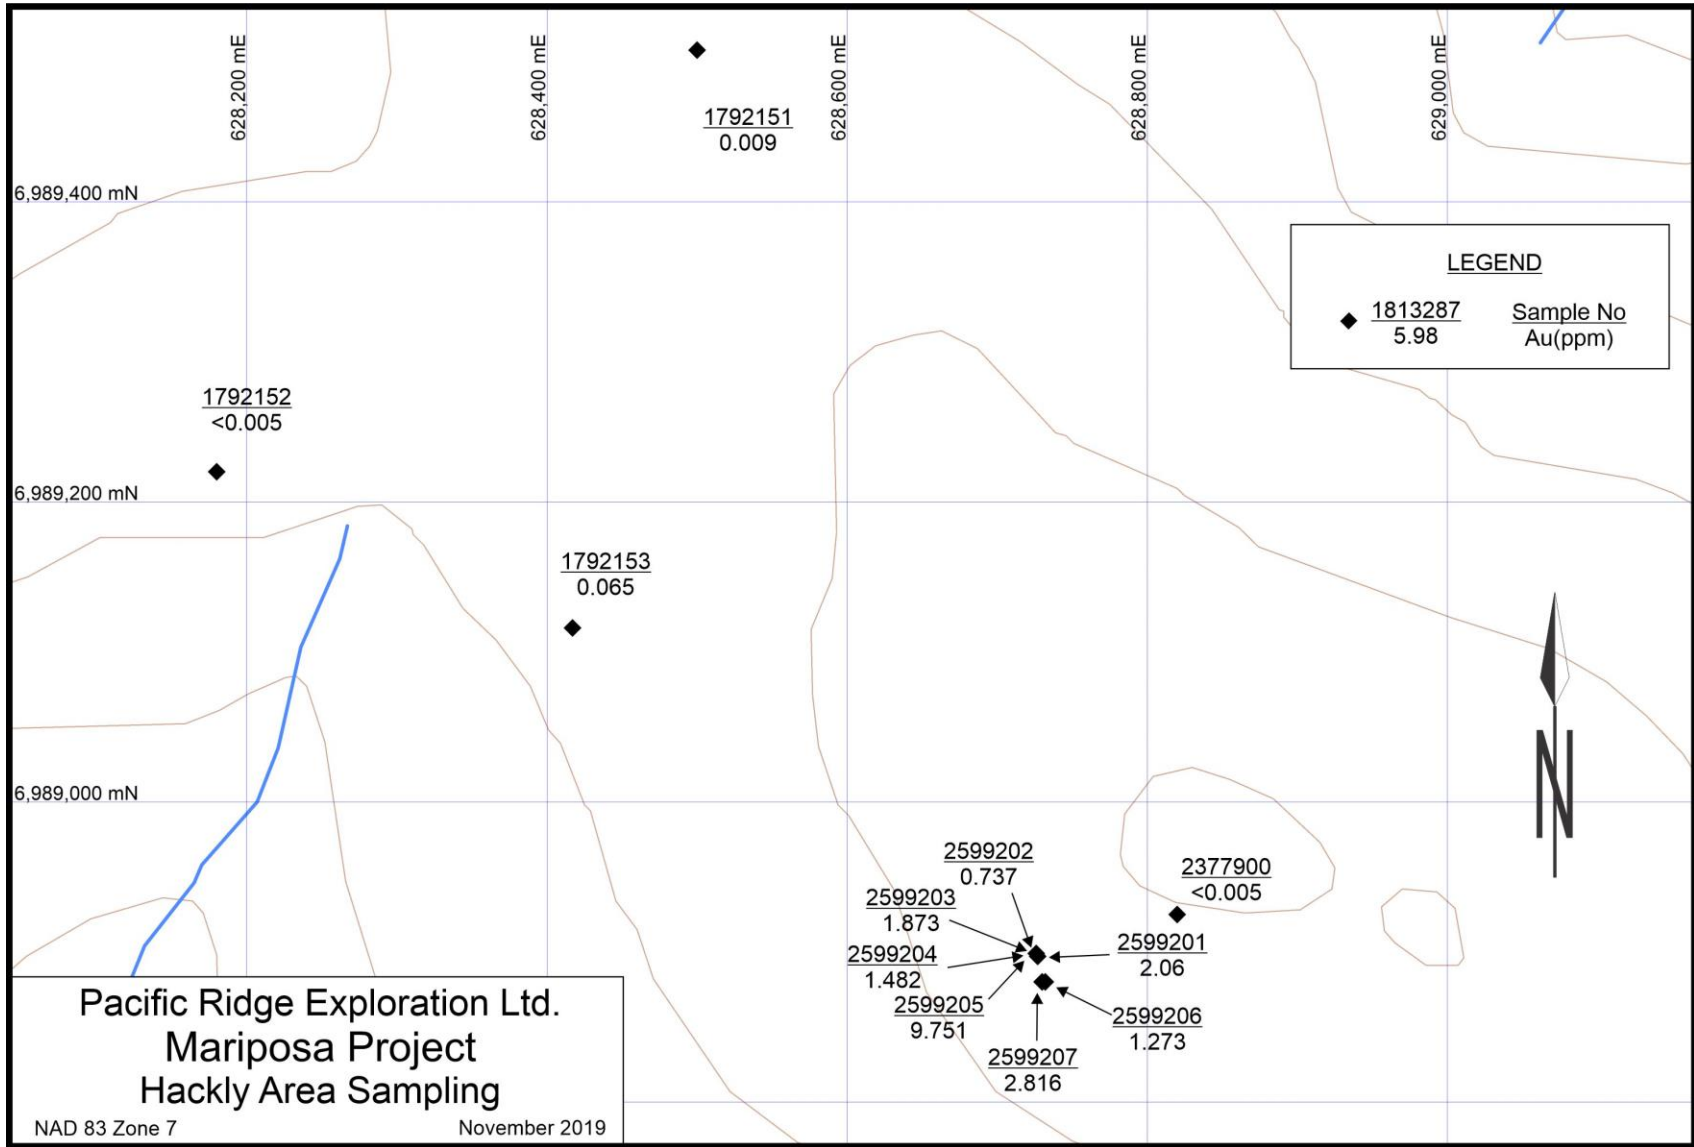 628,200 mE
628,400 mE
628,600 mE
628,800 mE
629,000 mE
1792151
0.009
6,989,400 mN
LEGEND
1813287
5.98
Sample No
Au(ppm)
1792152
<0.005
6,989,200 mN
1792153
0.065
6,989,000 mN
2599202
0.737
2377900
<0.005
2599203
1.873
2599201
2.06
2599204
1.482
2599205
9.751
2599206
1.273
2599207
2.816
N
Pacific Ridge Exploration Ltd.
Mariposa Project
Hackly Area Sampling
NAD 83 Zone 7 November 2019